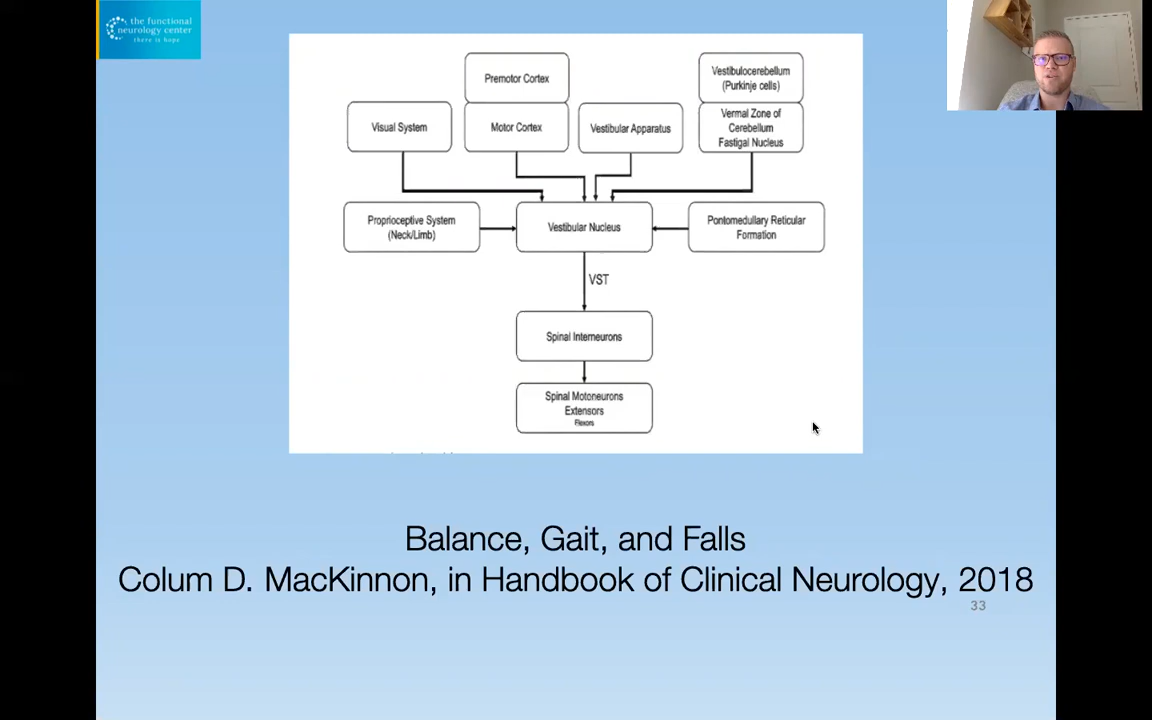 the functional
neurology center
there is hope
Premotor Cortex
Vestibulocerebellum
(Purkinje cells)
Visual System
Motor Cortex
Vestibular Apparatus
Vermal Zone of
Cerebellum
Fastigal Nucleus
Proprioceptive System
(Neck/Limb)
Vestibular Nucleus
Pontomedullary Reticular
Formation
VST
Spinal Interneurons
Spinal Motoneurons
Extensors
Flexors
Balance, Gait, and Falls
Colum D. MacKinnon, in Handbook of Clinical Neurology, 2018
33